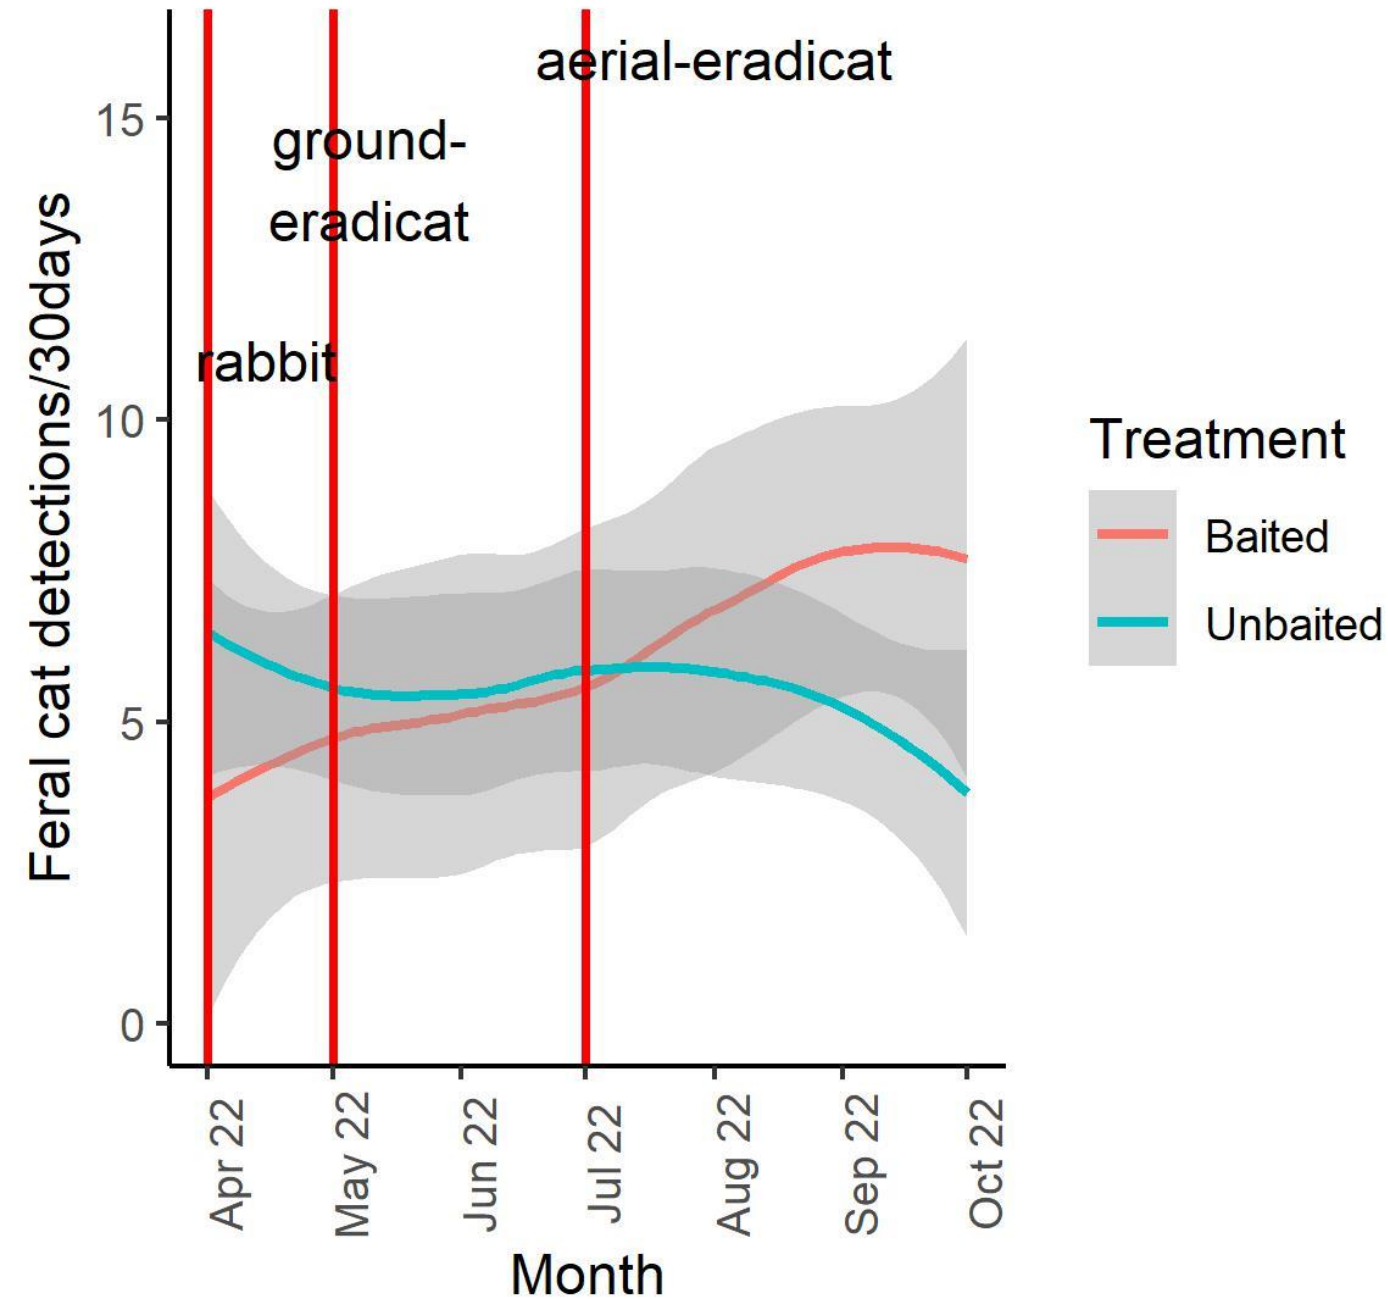 aerial-eradicat
ground-
eradicat
rabbit
15
10
5
0
Feral cat detections/30days
Apr 22
May 22
Jun 22
Jul 22
Aug 22
Sep 22
Oct 22
Month
Treatment
Baited
Unbaited